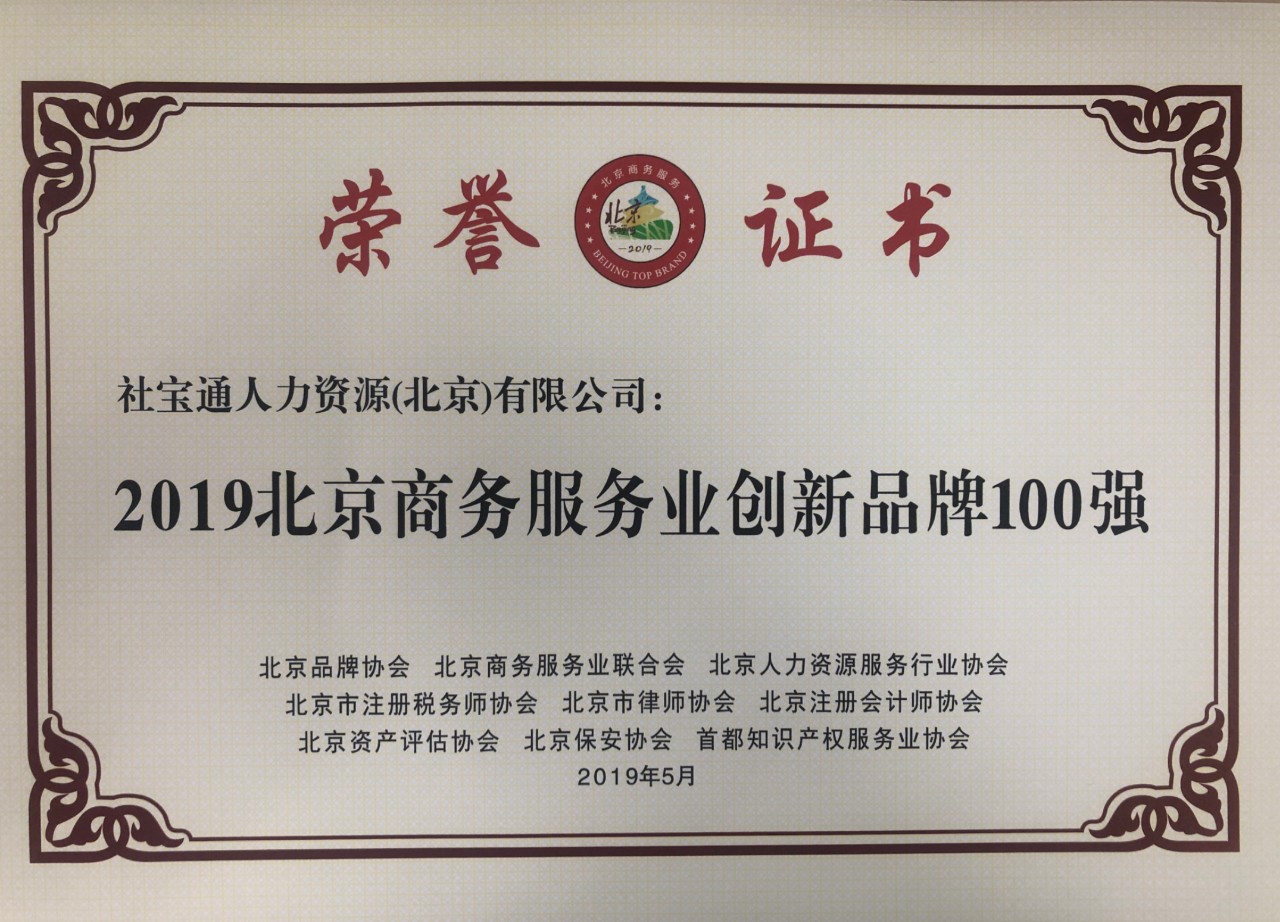 荣誉证书
北京商务服务
北京
2019
BEIJING TOP BRAND
社宝通人力资源(北京)有限公司：
2019北京商务服务业创新品牌100强
北京品牌协会 北京商务服务业联合会 北京人力资源服务行业协会
北京市注册税务师协会 北京市律师协会 北京注册会计师协会
北京资产评估协会 北京保安协会 首都知识产权服务业协会
2019年5月